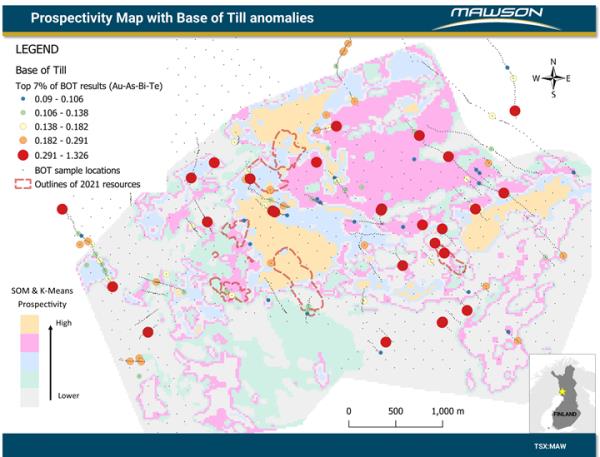 Prospectivity Map with Base of Till anomalies
MAWSON
LEGEND
Base of Till
Top 7% of BOT results (Au-As-Bi-Te)
0.09 - 0.106
0.106 - 0.138
0.138 - 0.182
0.182 - 0.291
0.291 - 1.326
BOT sample locations
Outlines of 2021 resources
N
W E
S
SOM & K-Means
Prospectivity
High
Lower
0 500 1,000 m
FINLAND
TSX:MAW